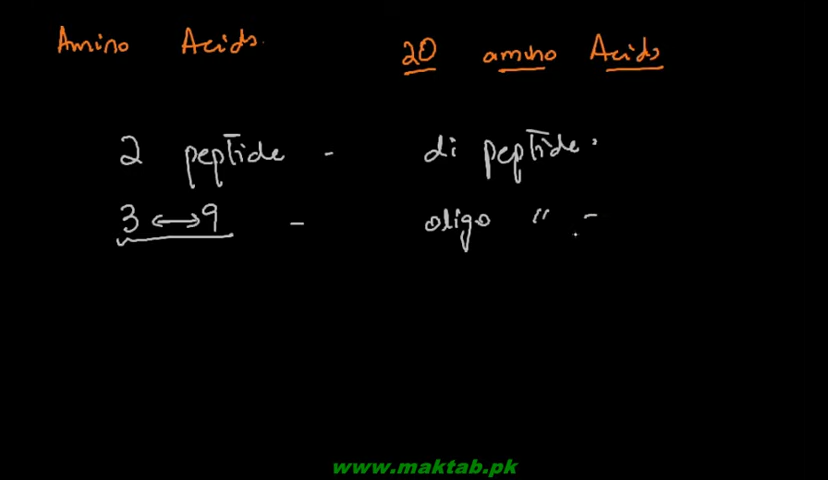 Amino Acids. 20 amino Acids
2 peptide - di peptide.
3 ↔ 9 - oligo " -
www.maktab.pk